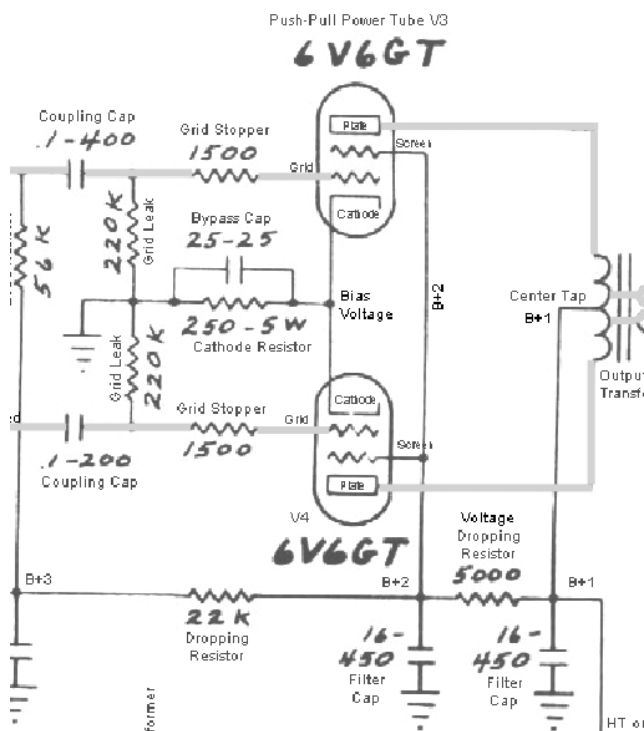 Push-Pull Power Tube V3
6V6GT
Coupling Cap
.1-400
Grid Stopper
1500
Plate
Screen
Grid
Cathode
220K
Grid Leak
56K
Bypass Cap
25-25
Bias
Voltage
B+2
Center Tap
B+1
250-5W
Cathode Resistor
Grid Leak
220K
Output
Grid Stopper
1500
Grid
Cathode
Screen
Plate
.1-200
Coupling Cap
V4
6V6GT
Voltage
Dropping
Resistor
5000
B+3
B+2
B+1
22K
Dropping
Resistor
16-
450
Filter
Cap
16-
450
Filter
Cap
HT